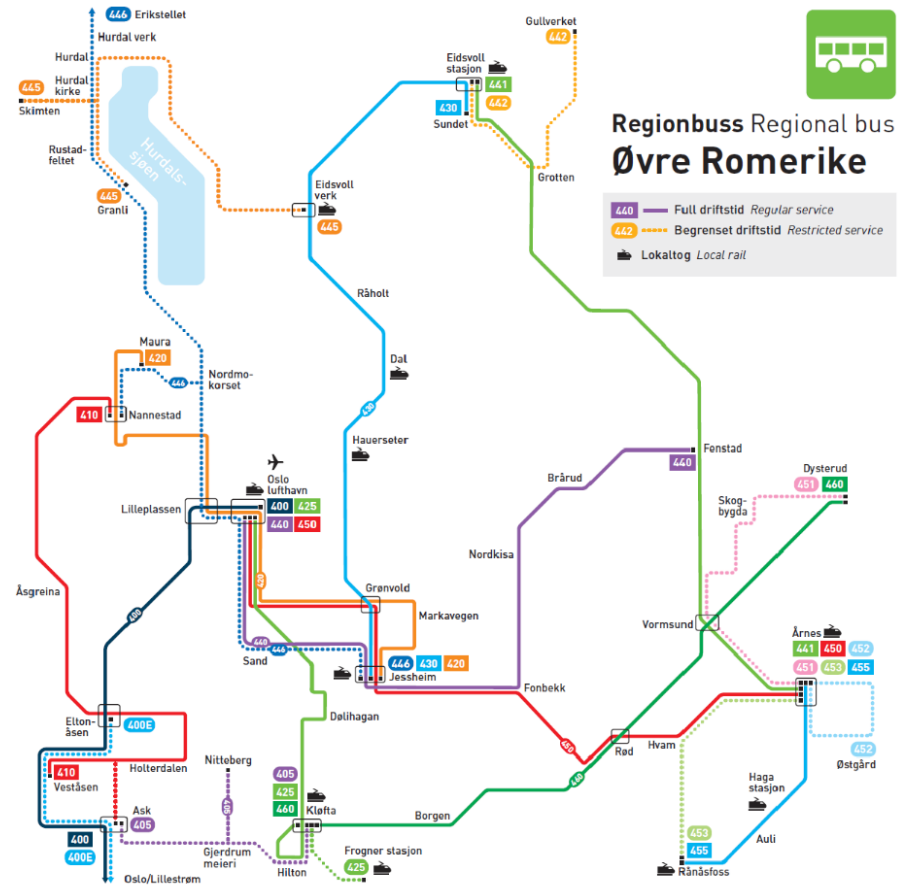 446 Erikstellet
Hurdal verk
Gullverket
442
Hurdal
Eidsvoll
stasjon
441
442
445
Hurdal
kirke
Skimten
430
Sundet
Regionbuss Regional bus
Øvre Romerike
Rustad-
feltet
Hurdals-
sjøen
Grotten
445
Granli
Eidsvoll
verk
445
440 Full driftstid Regular service
442 Begrenset driftstid Restricted service
Lokaltog Local rail
Råholt
Maura
420
446
Nordmo-
korset
Dal
430
410
Nannestad
Hauerseter
Fenstad
440
Oslo
lufthavn
400 425
440 450
Brårud
Dysterud
451 460
Lilleplassen
Skog-
bygda
Nordkisa
420
Grønvold
Åsgreina
400
Markavegen
Vormsund
440
446
Sand
446 430 420
Jessheim
Årnes
441 450 452
451 453 455
Fonbekk
Elton-
åsen
400E
Dølihagan
450
Rød
Hvam
452
Østgård
410
Veståsen
Holterdalen
Nitteberg
405
405
425
460
Kløfta
460
Haga
stasjon
Ask
405
Borgen
400
400E
Gjerdrum
meieri
Hilton
Frogner stasjon
425
453
455
Auli
Rånåsfoss
Oslo/Lillestrøm